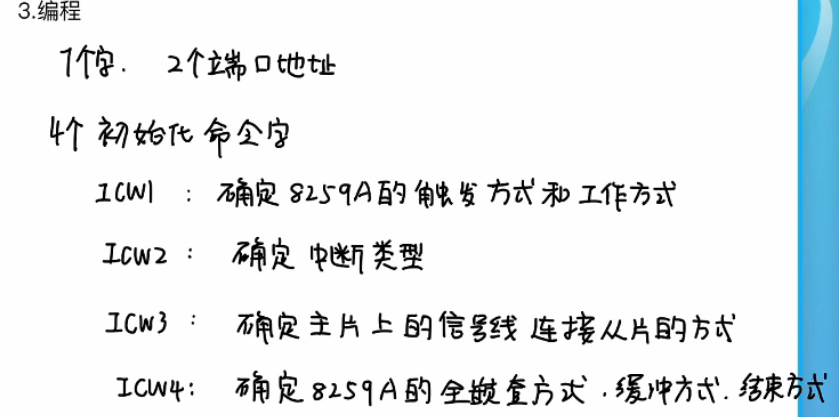 3.编程
7个字. 2个端口地址
4个初始化命令字
ICW1 : 确定8259A的触发方式和工作方式
ICW2 : 确定中断类型
ICW3 : 确定主片上的信号线连接从片的方式
ICW4: 确定8259A的全嵌套方式.缓冲方式.结束方式